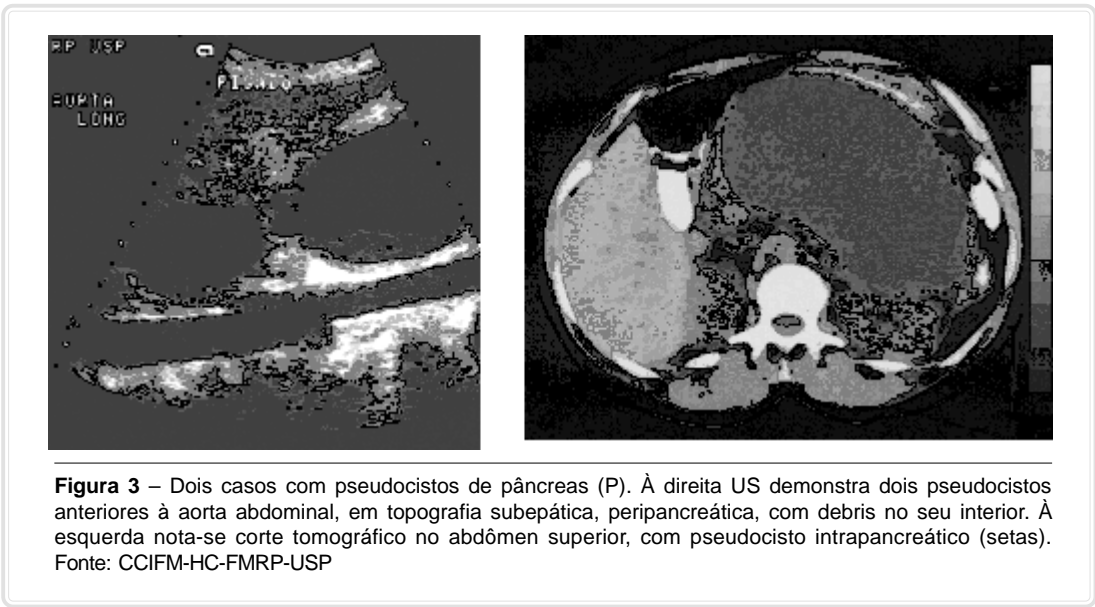 RP USP
AORTA
LONG
Figura 3 – Dois casos com pseudocistos de pâncreas (P). À direita US demonstra dois pseudocistos
anteriores à aorta abdominal, em topografia subepática, peripancreática, com debris no seu interior. À
esquerda nota-se corte tomográfico no abdômen superior, com pseudocisto intrapancreático (setas).
Fonte: CCIFM-HC-FMRP-USP